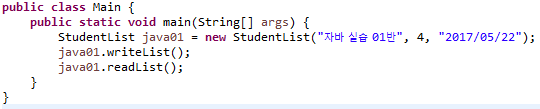 public class Main {
    public static void main(String[] args) {
        StudentList java01 = new StudentList("자바 실습 01반", 4, "2017/05/22");
        java01.writeList();
        java01.readList();
    }
}